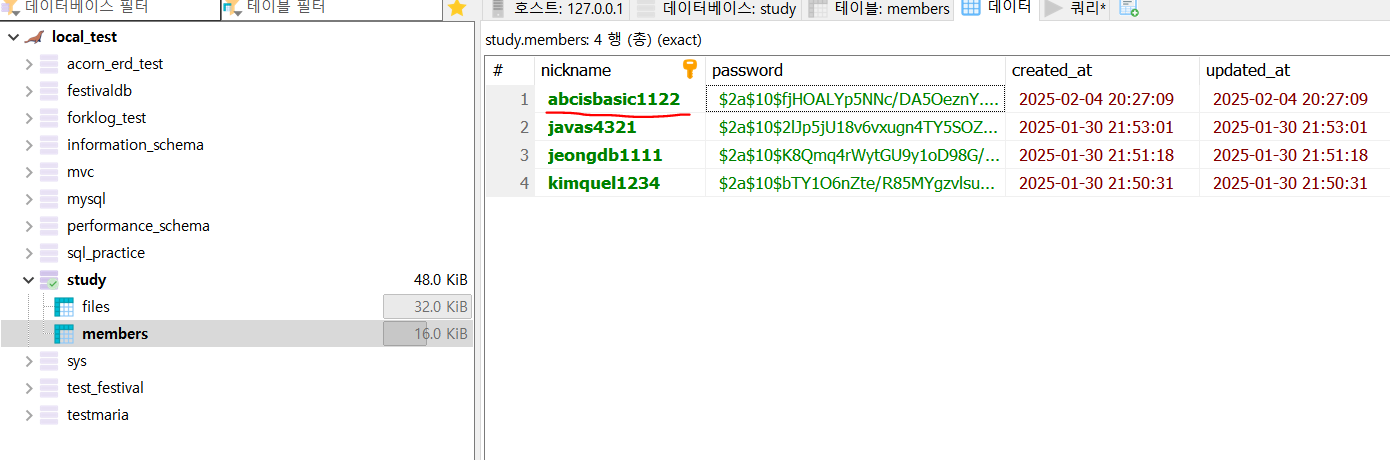 데이터베이스 필터
테이블 필터
호스트: 127.0.0.1
데이터베이스: study
테이블: members
데이터
쿼리*
local_test
acorn_erd_test
festivaldb
forklog_test
information_schema
mvc
mysql
performance_schema
sql_practice
study 48.0 KiB
files 32.0 KiB
members 16.0 KiB
sys
test_festival
testmaria
study.members: 4 행 (총) (exact)
# nickname password created_at updated_at
1 abcisbasic1122 $2a$10$fjHOALYp5NNc/DA5OeznY.... 2025-02-04 20:27:09 2025-02-04 20:27:09
2 javas4321 $2a$10$2lJp5jU18v6vxugn4TY5SOZ... 2025-01-30 21:53:01 2025-01-30 21:53:01
3 jeongdb1111 $2a$10$K8Qmq4rWytGU9y1oD98G/... 2025-01-30 21:51:18 2025-01-30 21:51:18
4 kimquel1234 $2a$10$bTY1O6nZte/R85MYgzvlsu... 2025-01-30 21:50:31 2025-01-30 21:50:31